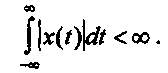 ∫_{-∞}^{∞}|x(t)|dt < ∞.